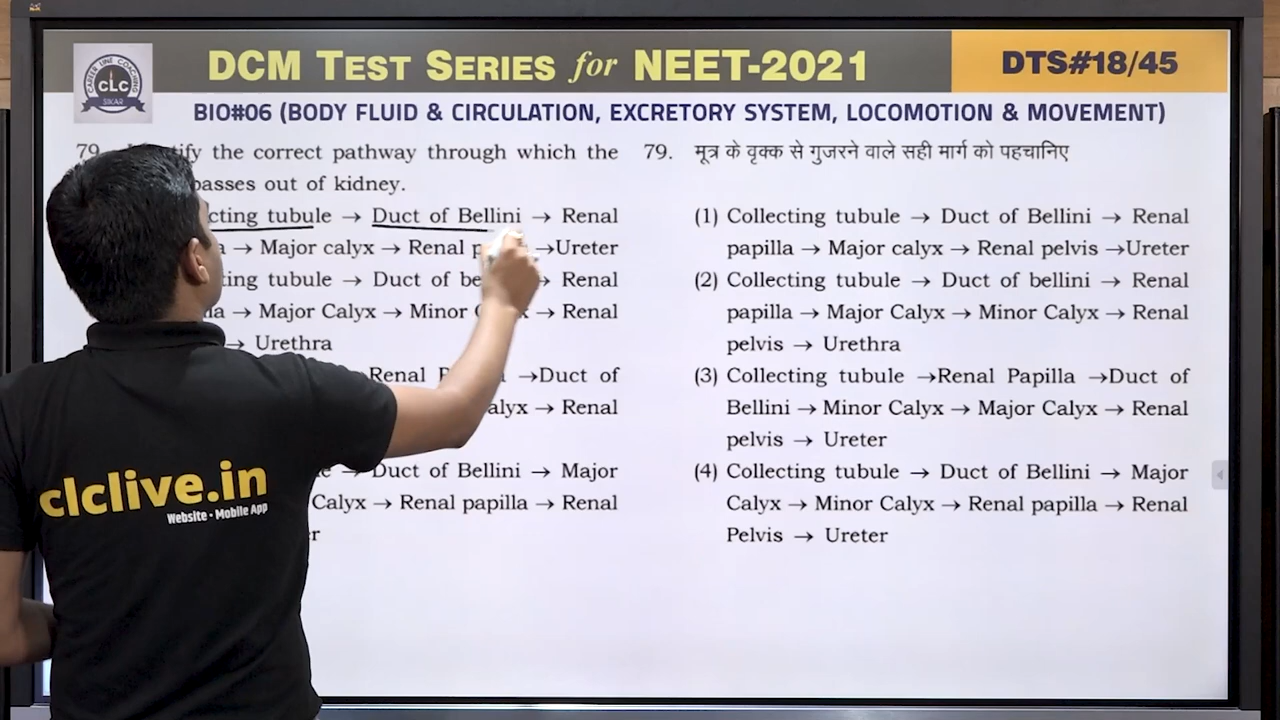 DCM TEST SERIES for NEET-2021
DTS#18/45
CAREER LINE COACHING
CLC
SIKAR
BIO#06 (BODY FLUID & CIRCULATION, EXCRETORY SYSTEM, LOCOMOTION & MOVEMENT)
79. the correct pathway through which the
passes out of kidney.
tubule → Duct of Bellini → Renal
→ Major calyx → Renal →Ureter
tubule → Duct of → Renal
→ Major Calyx → Minor → Renal
→ Urethra
Renal →Duct of
→ Renal
→ Duct of Bellini → Major
Calyx → Renal papilla → Renal
79. मूत्र के वृक्क से गुजरने वाले सही मार्ग को पहचानिए
(1) Collecting tubule → Duct of Bellini → Renal
papilla → Major calyx → Renal pelvis →Ureter
(2) Collecting tubule → Duct of bellini → Renal
papilla → Major Calyx → Minor Calyx → Renal
pelvis → Urethra
(3) Collecting tubule →Renal Papilla →Duct of
Bellini → Minor Calyx → Major Calyx → Renal
pelvis → Ureter
(4) Collecting tubule → Duct of Bellini → Major
Calyx → Minor Calyx → Renal papilla → Renal
Pelvis → Ureter
clclive.in
Website • Mobile App